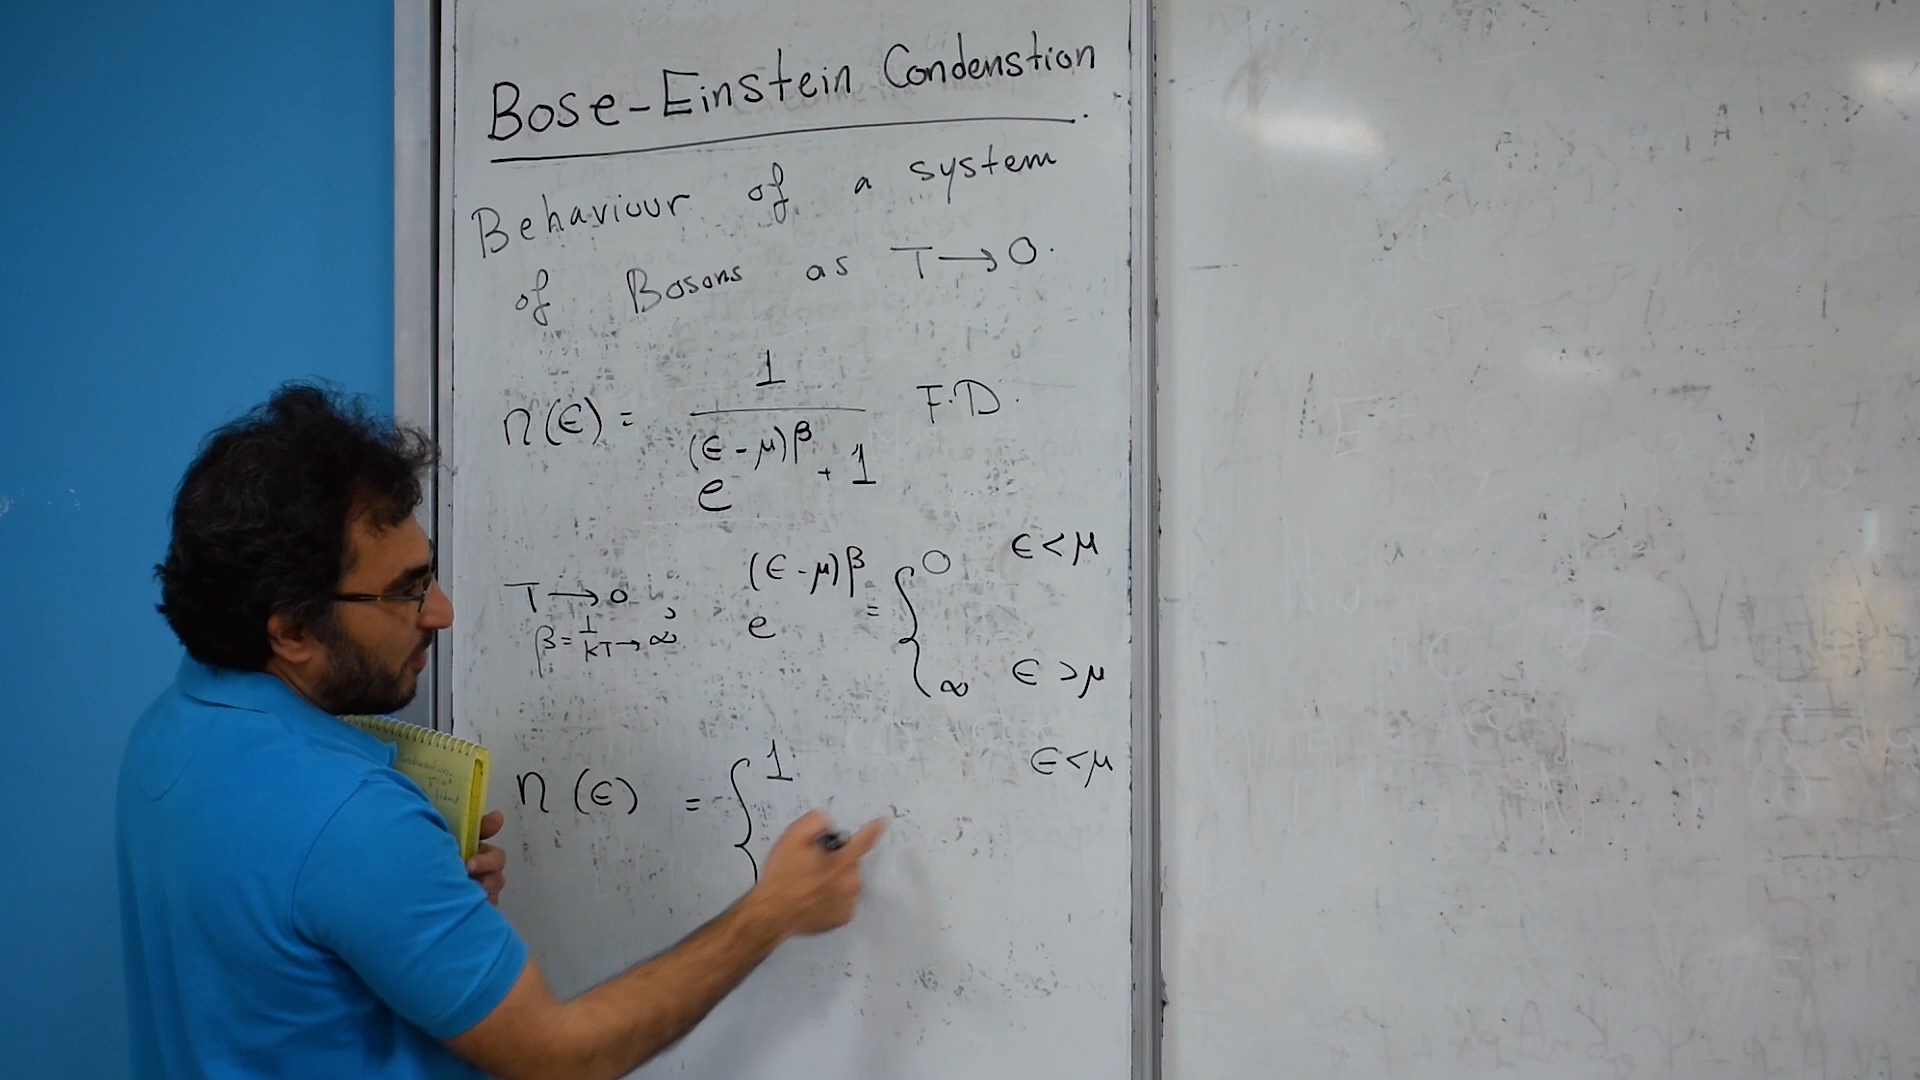 Bose-Einstein Condenstion
Behaviour of a system
of Bosons as T → 0.
n(ϵ) = 1 / (e^{(ϵ-μ)β} + 1) F.D.
T → 0 ; e^{(ϵ-μ)β} = { 0 ϵ<μ
β = 1/kT → ∞
∞ ϵ>μ
n(ϵ) = { 1 ϵ<μ